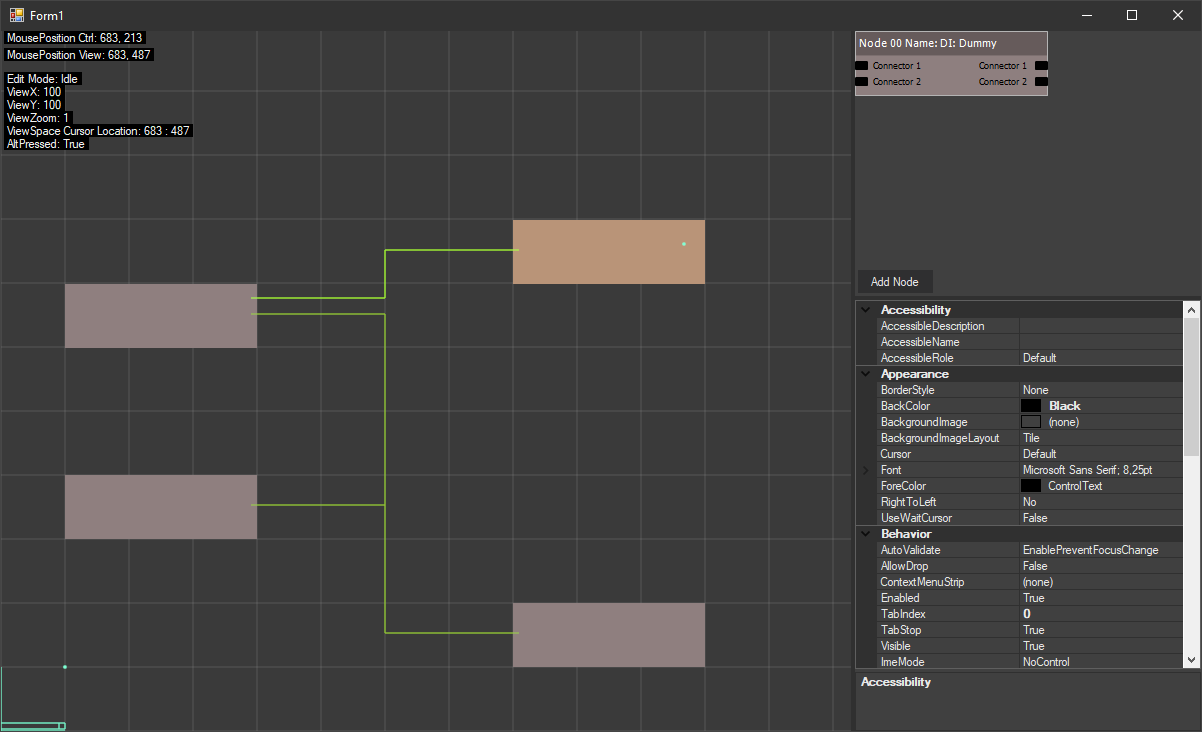 Form1
MousePosition Ctrl: 683, 213
MousePosition View: 683, 487
Edit Mode: Idle
ViewX: 100
ViewY: 100
ViewZoom: 1
ViewSpace Cursor Location: 683 : 487
AltPressed: True
Node 00 Name: DI: Dummy
Connector 1 Connector 1
Connector 2 Connector 2
Add Node
Accessibility
AccessibleDescription
AccessibleName
AccessibleRole Default
Appearance
BorderStyle None
BackColor Black
BackgroundImage (none)
BackgroundImageLayout Tile
Cursor Default
Font Microsoft Sans Serif; 8,25pt
ForeColor ControlText
RightToLeft No
UseWaitCursor False
Behavior
AutoValidate EnablePreventFocusChange
AllowDrop False
ContextMenuStrip (none)
Enabled True
TabIndex 0
TabStop True
Visible True
ImeMode NoControl
Accessibility